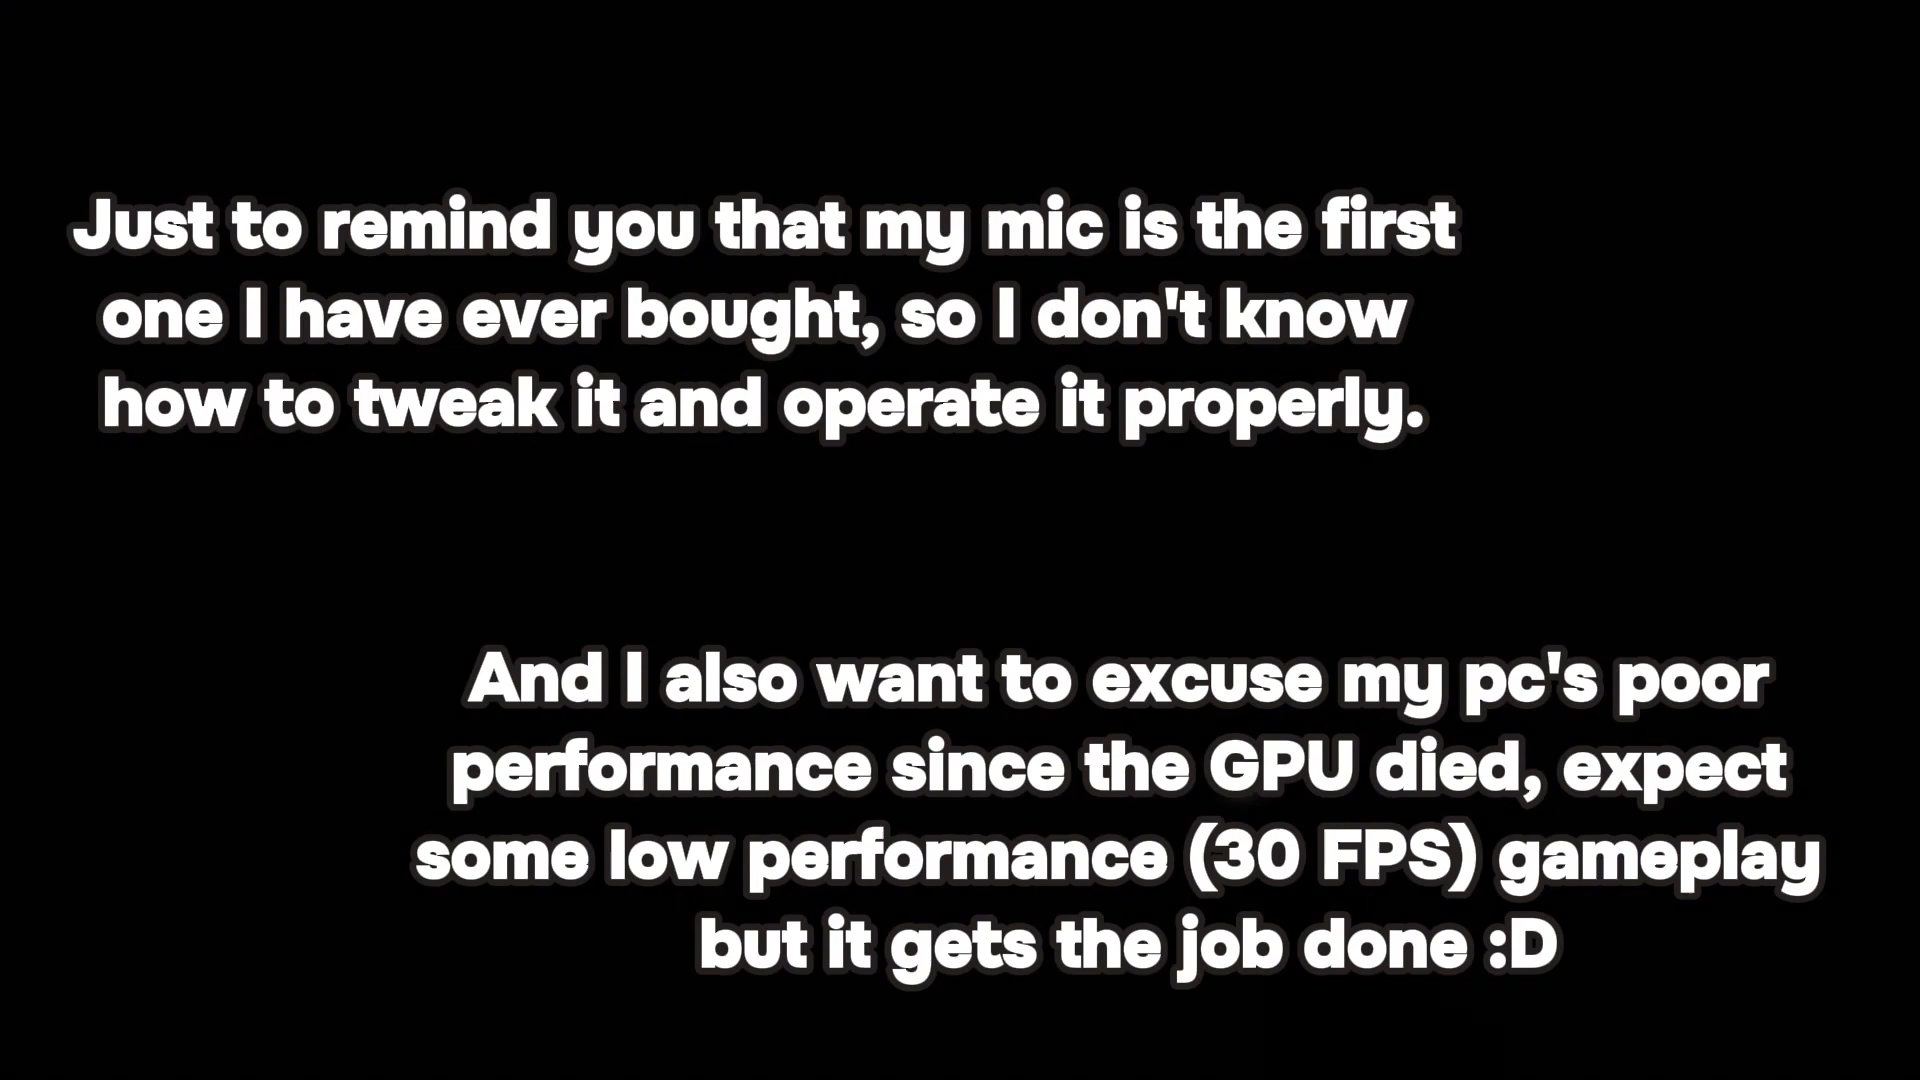 Just to remind you that my mic is the first
one I have ever bought, so I don't know
how to tweak it and operate it properly.
And I also want to excuse my pc's poor
performance since the GPU died, expect
some low performance (30 FPS) gameplay
but it gets the job done :D